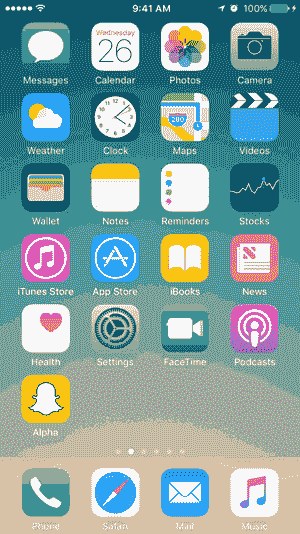 9:41 AM 100%
Wednesday
26
Messages Calendar Photos Camera
280
Weather Clock Maps Videos
Wallet Notes Reminders Stocks
iTunes Store App Store iBooks News
Health Settings FaceTime Podcasts
Alpha
Phone Safari Mail Music